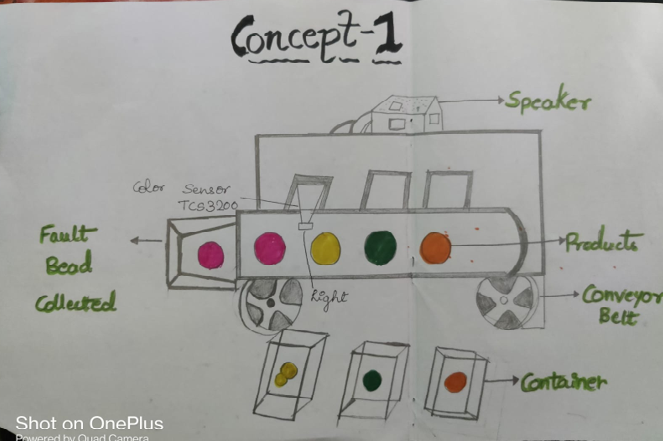 Concept-1
Speaker
Color Sensor
TCS3200
Fault
Bead
Collected
Products
Light
Conveyor
Belt
Container
Shot on OnePlus
Powered by Quad Camera